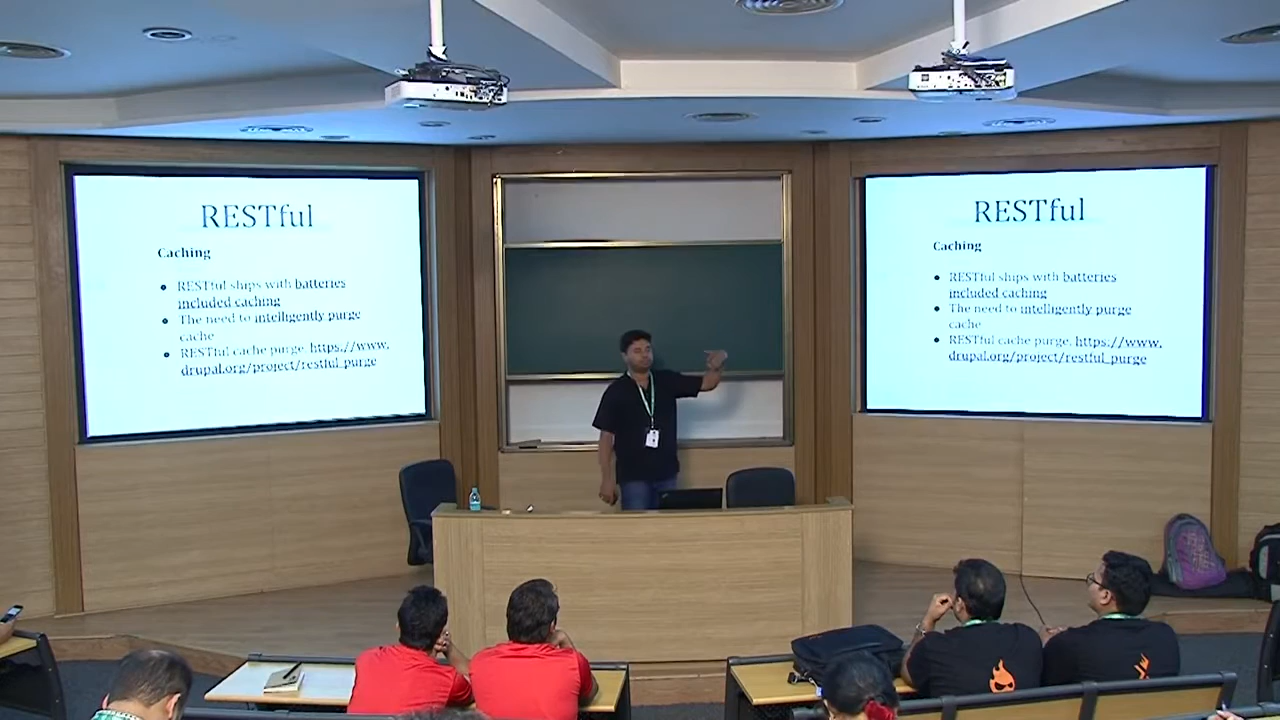 RESTful
Caching
● RESTful ships with batteries
included caching
● The need to intelligently purge
cache
● RESTful cache purge. https://www.
drupal.org/project/restful_purge
RESTful
Caching
● RESTful ships with batteries
included caching
● The need to intelligently purge
cache
● RESTful cache purge. https://www.
drupal.org/project/restful_purge